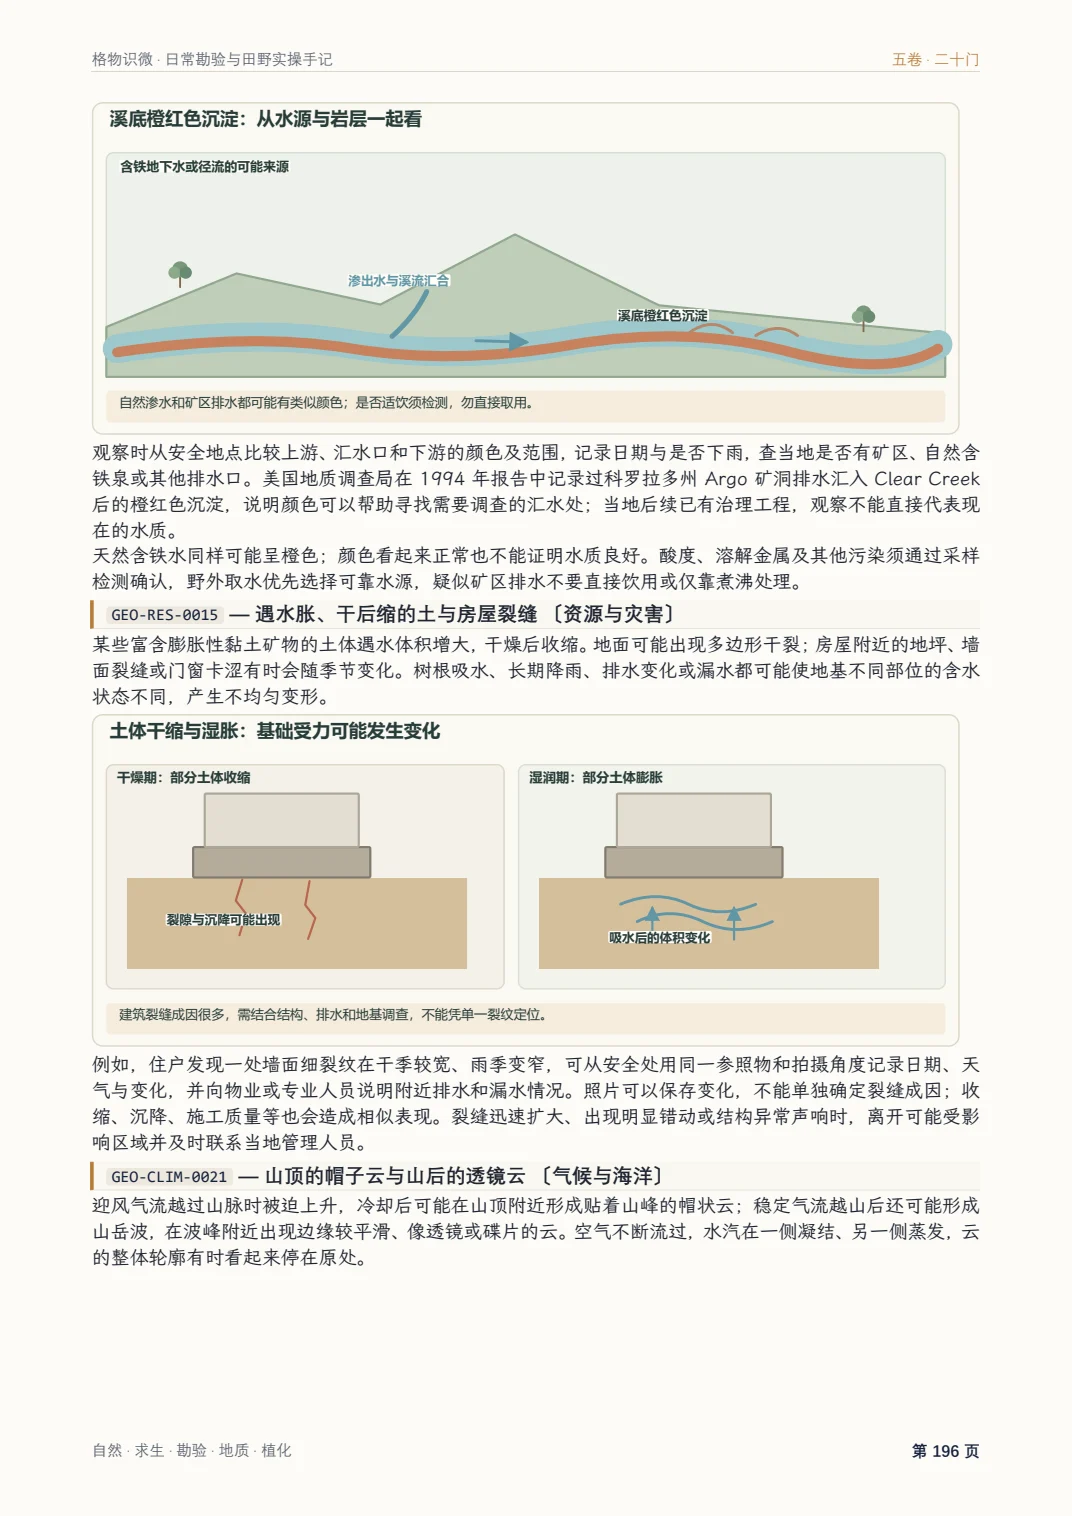 格物识微 · 日常勘验与田野实操手记
五卷 · 二十门
溪底橙红色沉淀：从水源与岩层一起看
含铁地下水或径流的可能来源
渗出水与溪流汇合
溪底橙红色沉淀
自然渗水和矿区排水都可能有类似颜色；是否适饮须检测，勿直接取用。
观察时从安全地点比较上游、汇水口和下游的颜色及范围，记录日期与是否下雨，查当地是否有矿区、自然含
铁泉或其他排水口。美国地质调查局在 1994 年报告中记录过科罗拉多州 Argo 矿洞排水汇入 Clear Creek
后的橙红色沉淀，说明颜色可以帮助寻找需要调查的汇水处；当地后续已有治理工程，观察不能直接代表现
在的水质。
天然含铁水同样可能呈橙色；颜色看起来正常也不能证明水质良好。酸度、溶解金属及其他污染须通过采样
检测确认，野外取水优先选择可靠水源，疑似矿区排水不要直接饮用或仅靠煮沸处理。
GEO-RES-0015 — 遇水胀、干后缩的土与房屋裂缝 〔资源与灾害〕
某些富含膨胀性黏土矿物的土体遇水体积增大，干燥后收缩。地面可能出现多边形干裂；房屋附近的地坪、墙
面裂缝或门窗卡涩有时会随季节变化。树根吸水、长期降雨、排水变化或漏水都可能使地基不同部位的含水
状态不同，产生不均匀变形。
土体干缩与湿胀：基础受力可能发生变化
干燥期：部分土体收缩
湿润期：部分土体膨胀
裂隙与沉降可能出现
吸水后的体积变化
建筑裂缝成因很多，需结合结构、排水和地基调查，不能凭单一裂纹定位。
例如，住户发现一处墙面细裂纹在干季较宽、雨季变窄，可从安全处用同一参照物和拍摄角度记录日期、天
气与变化，并向物业或专业人员说明附近排水和漏水情况。照片可以保存变化，不能单独确定裂缝成因；收
缩、沉降、施工质量等也会造成相似表现。裂缝迅速扩大、出现明显错动或结构异常声响时，离开可能受影
响区域并及时联系当地管理人员。
GEO-CLIM-0021 — 山顶的帽子云与山后的透镜云 〔气候与海洋〕
迎风气流越过山脉时被迫上升，冷却后可能在山顶附近形成贴着山峰的帽状云；稳定气流越山后还可能形成
山岳波，在波峰附近出现边缘较平滑、像透镜或碟片的云。空气不断流过，水汽在一侧凝结、另一侧蒸发，云
的整体轮廓有时看起来停在原处。
自然 · 求生 · 勘验 · 地质 · 植化
第 196 页